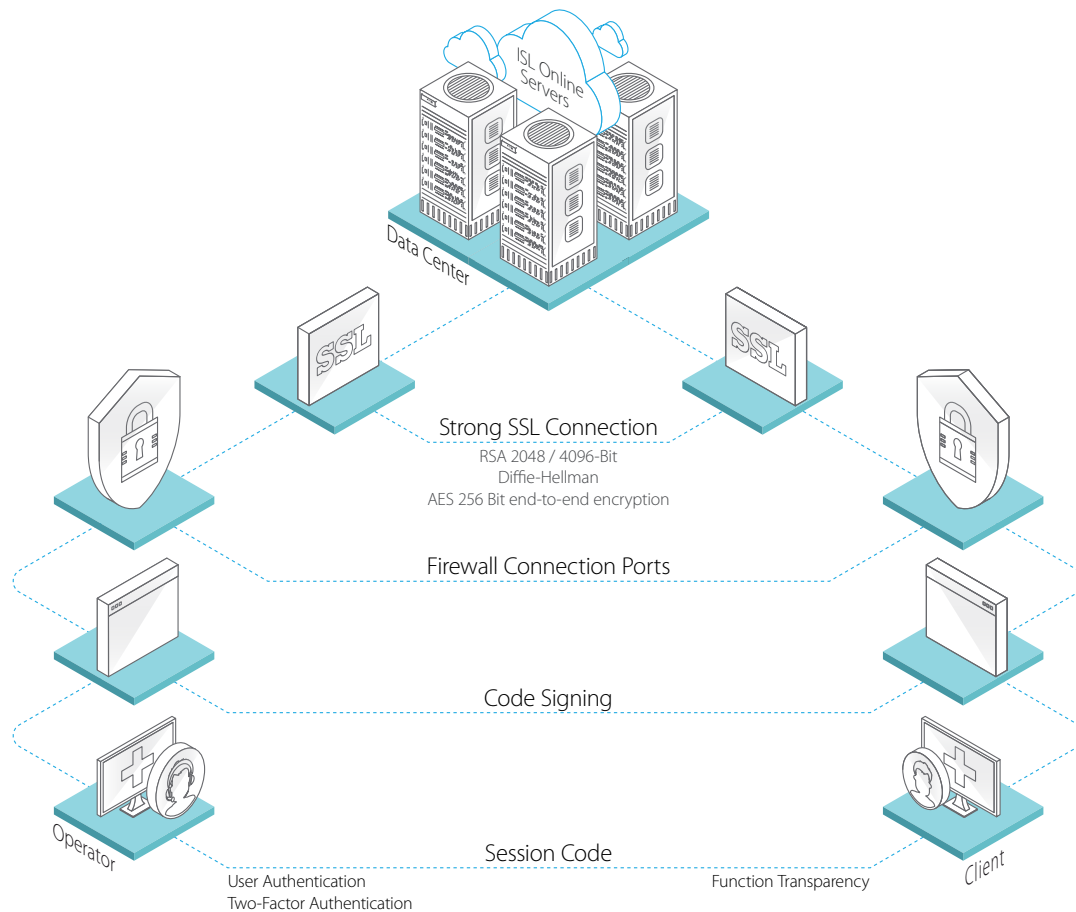 ISL Online
Servers
Data Center
SSL
SSL
Strong SSL Connection
RSA 2048 / 4096-Bit
Diffie-Hellman
AES 256 Bit end-to-end encryption
Firewall Connection Ports
Code Signing
Operator
Session Code
Client
User Authentication
Two-Factor Authentication
Function Transparency